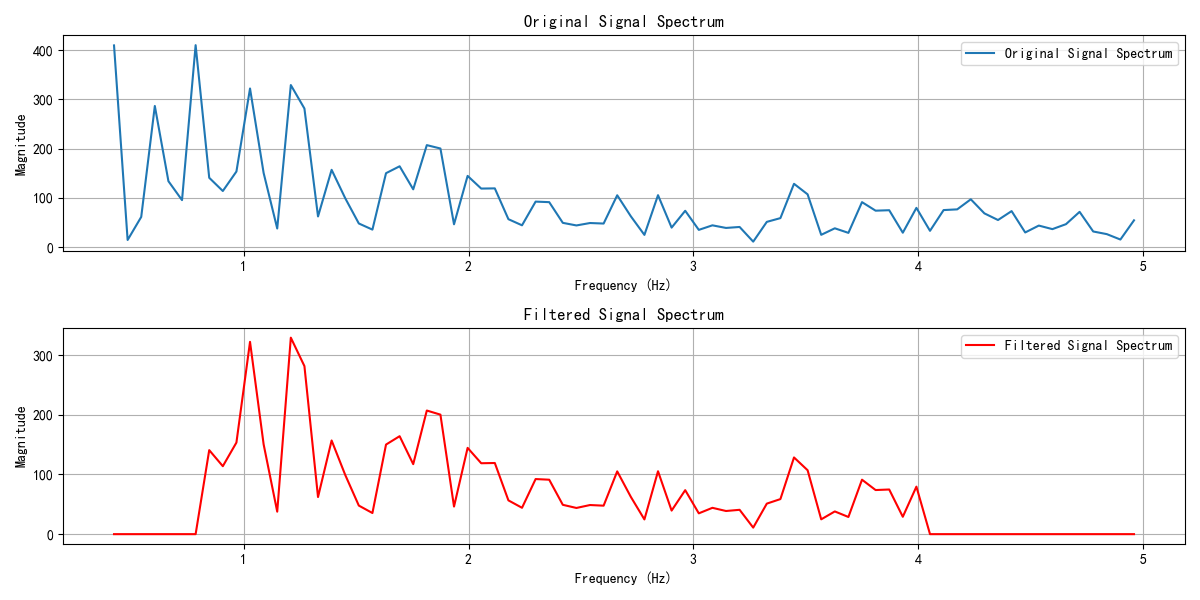 Original Signal Spectrum
400
300
200
100
0
Magnitude
Original Signal Spectrum
1
2
3
4
5
Frequency (Hz)
Filtered Signal Spectrum
300
200
100
0
Magnitude
Filtered Signal Spectrum
1
2
3
4
5
Frequency (Hz)